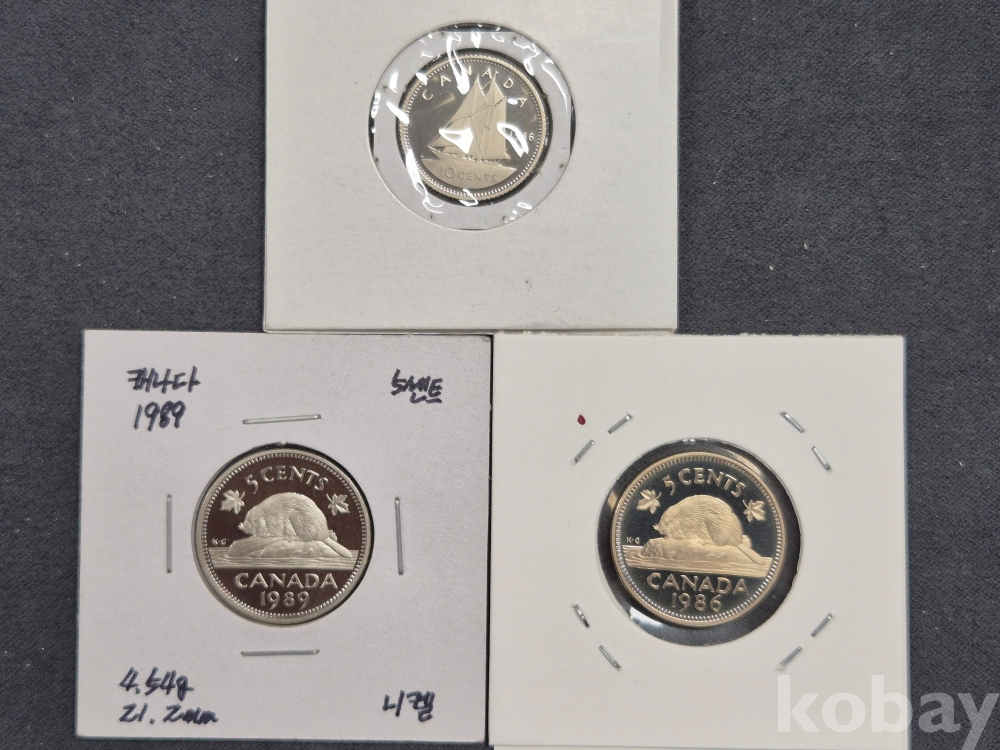 CANADA
10 CENTS
캐나다
1989
5센트
5 CENTS
K·G
CANADA
1989
4.54g
21.2mm
니켈
5 CENTS
K·G
CANADA
1986
kobay